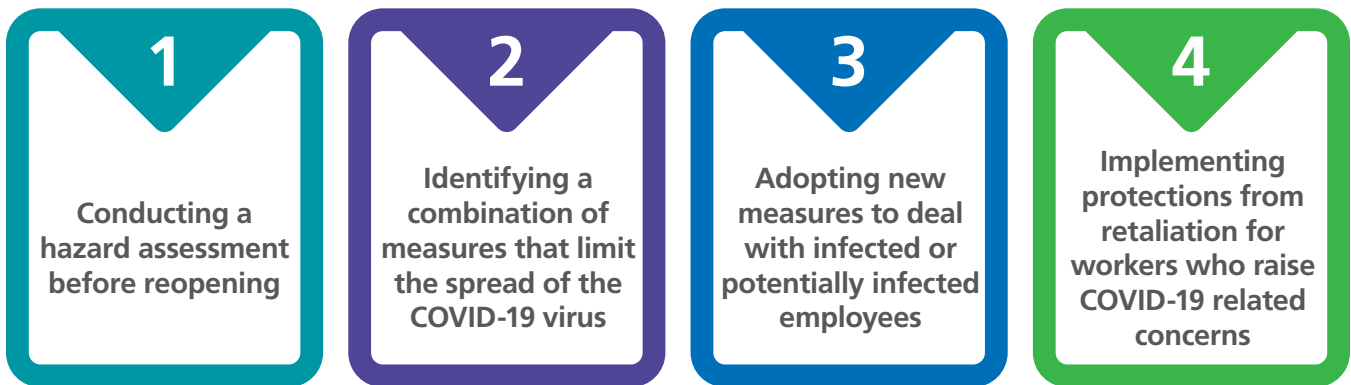 1
Conducting a
hazard assessment
before reopening
2
Identifying a
combination of
measures that limit
the spread of the
COVID-19 virus
3
Adopting new
measures to deal
with infected or
potentially infected
employees
4
Implementing
protections from
retaliation for
workers who raise
COVID-19 related
concerns